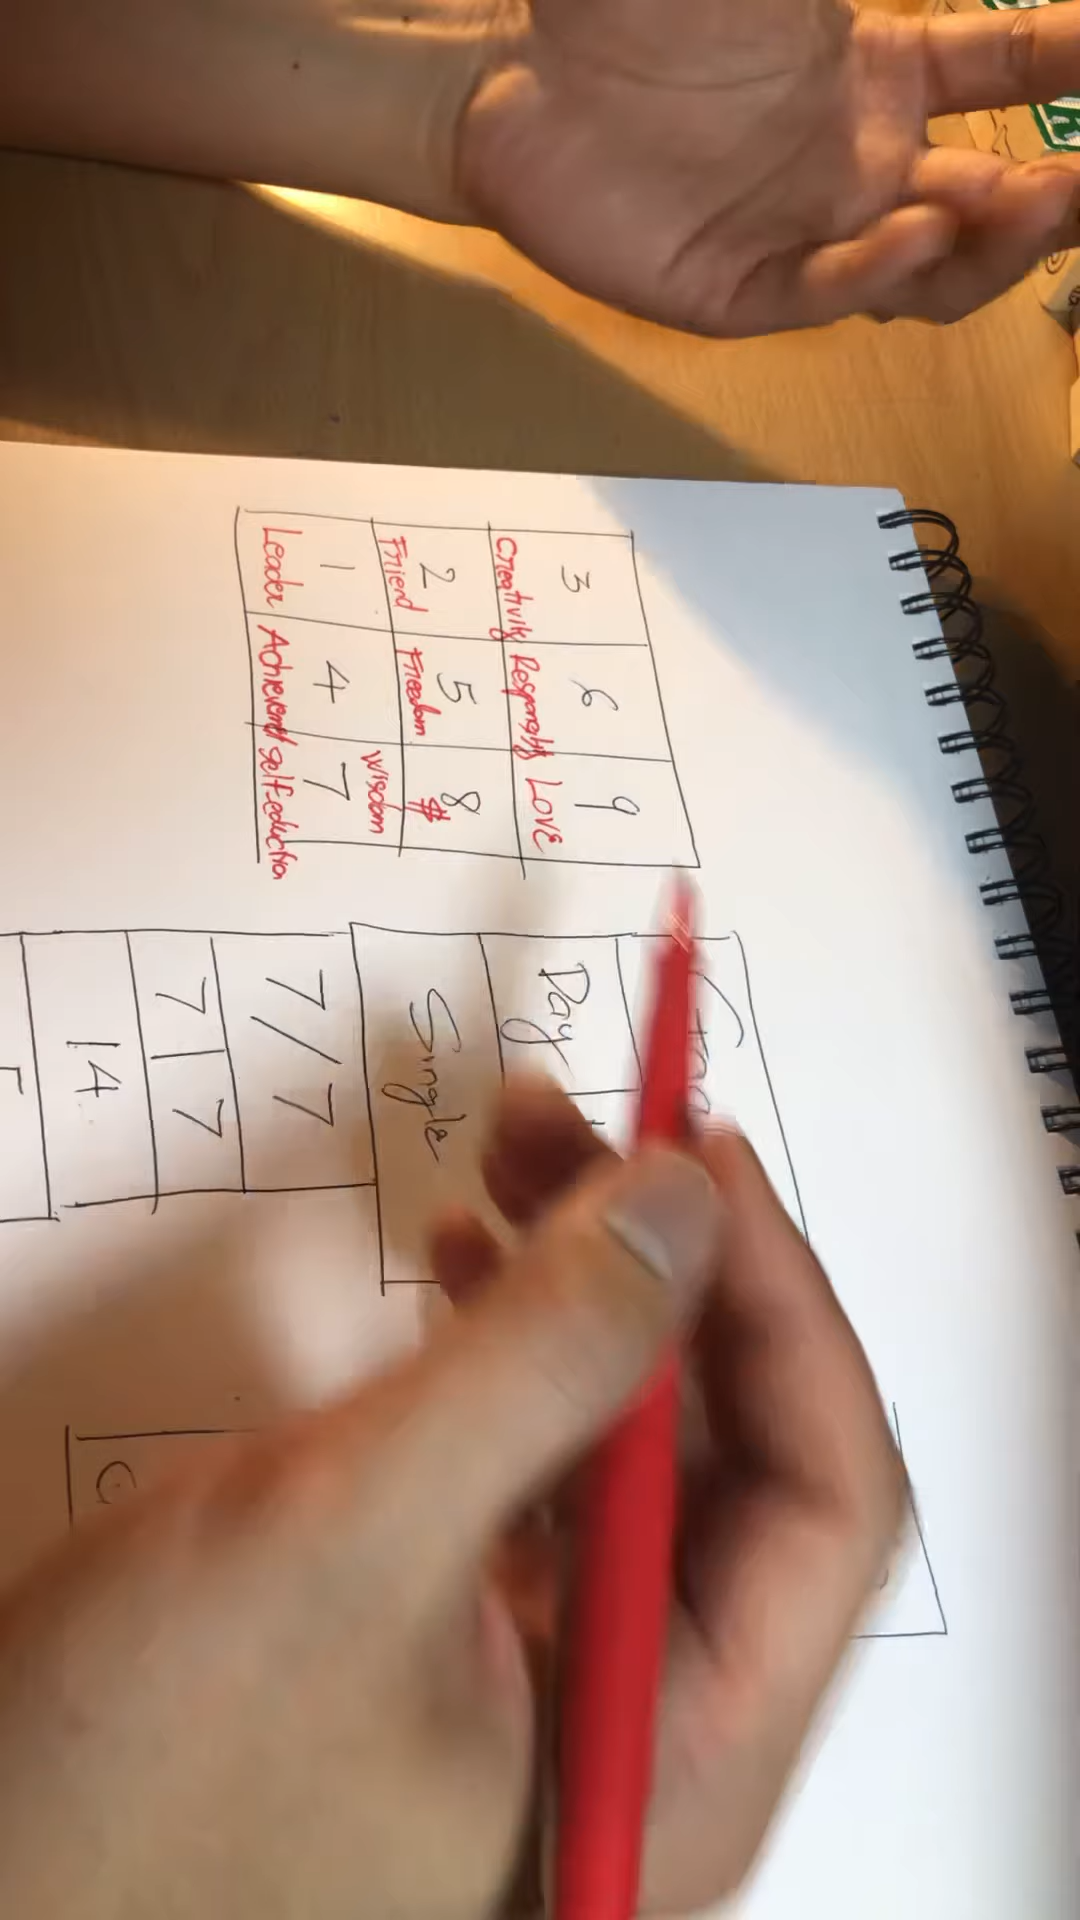 3 6 9
Creativity Responsibility LOVE
2 5 8
Friend Freedom $
1 4 7
Wisdom
Leader Achievement self-eduction
Day
Single
7/7
7 | 7
14